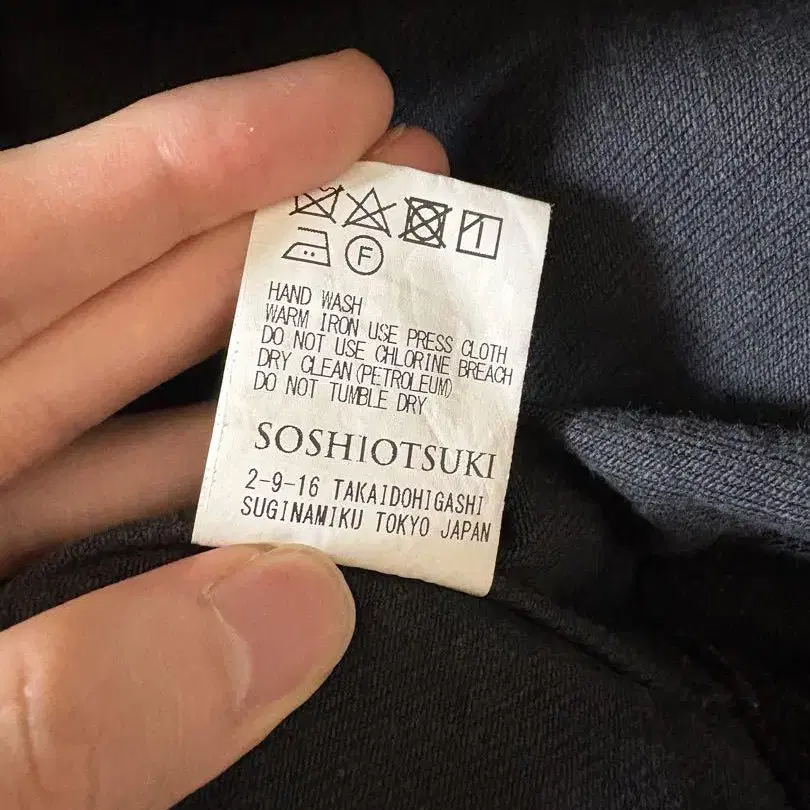 F
HAND WASH
WARM IRON USE PRESS CLOTH
DO NOT USE CHLORINE BREACH
DRY CLEAN(PETROLEUM)
DO NOT TUMBLE DRY
SOSHIOTSUKI
2-9-16 TAKAIDOHIGASHI
SUGINAMIKU TOKYO JAPAN